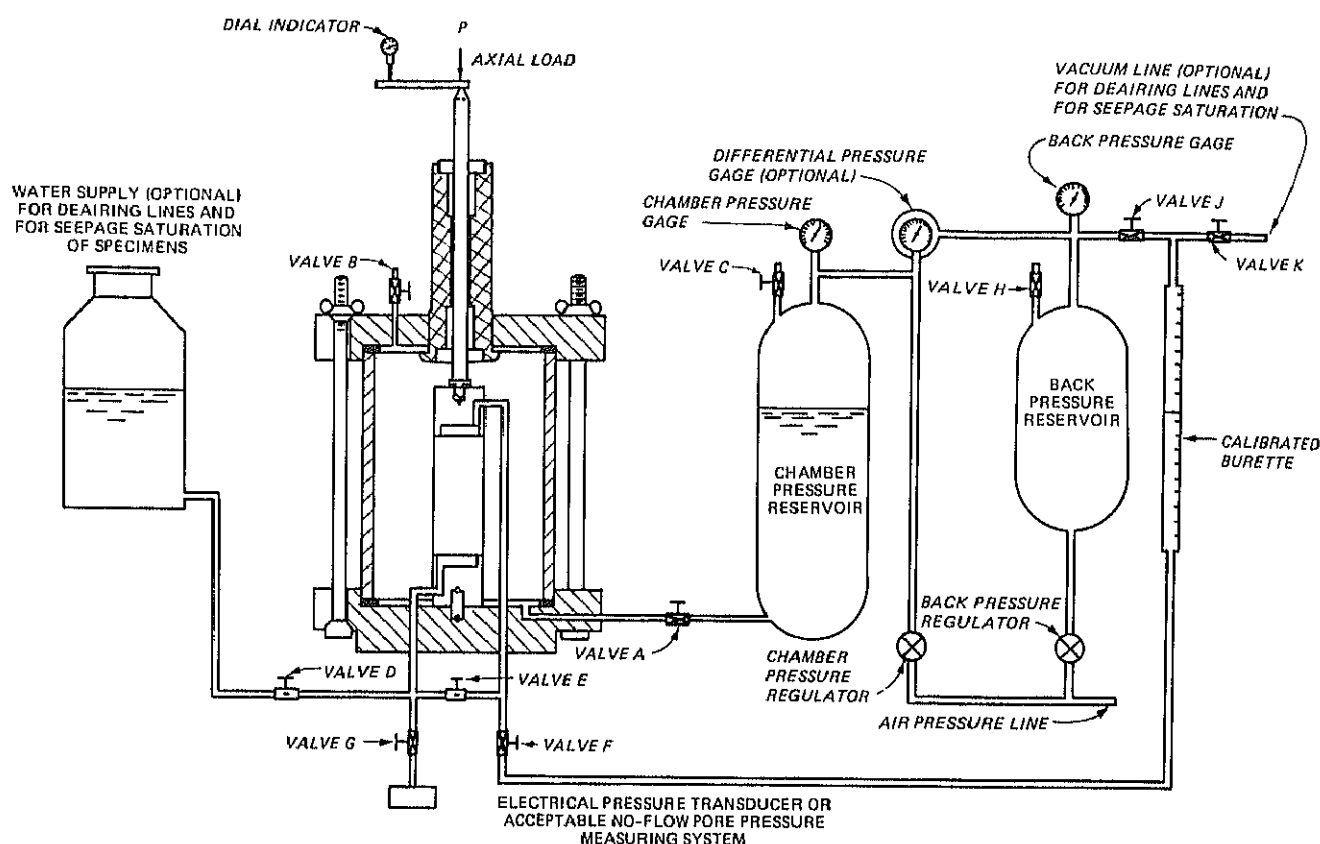 DIAL INDICATOR
P
AXIAL LOAD
VACUUM LINE (OPTIONAL)
FOR DEAIRING LINES AND
FOR SEEPAGE SATURATION
BACK PRESSURE GAGE
DIFFERENTIAL PRESSURE
GAGE (OPTIONAL)
CHAMBER PRESSURE
GAGE
VALVE J
WATER SUPPLY (OPTIONAL)
FOR DEAIRING LINES AND
FOR SEEPAGE SATURATION
OF SPECIMENS
VALVE B
VALVE C
VALVE H
VALVE K
BACK
PRESSURE
RESERVOIR
CALIBRATED
BURETTE
CHAMBER
PRESSURE
RESERVOIR
BACK PRESSURE
REGULATOR
VALVE A
CHAMBER
PRESSURE
REGULATOR
VALVE D
VALVE E
AIR PRESSURE LINE
VALVE G
VALVE F
ELECTRICAL PRESSURE TRANSDUCER OR
ACCEPTABLE NO-FLOW PORE PRESSURE
MEASURING SYSTEM